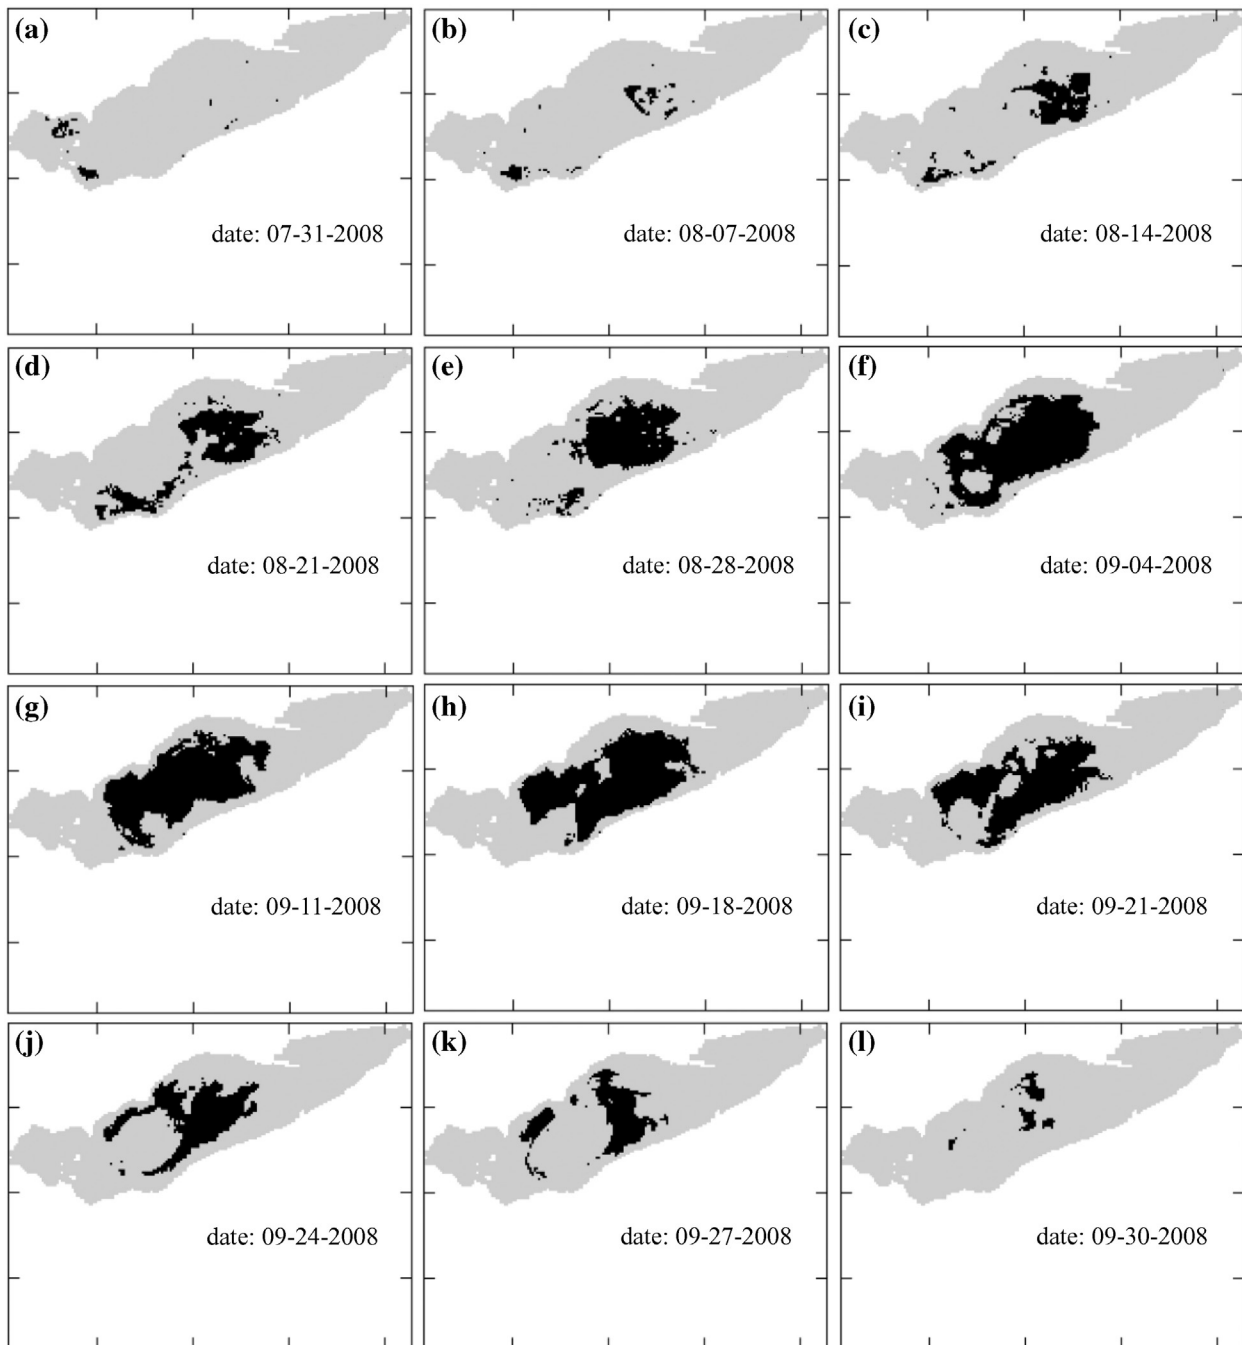 (a)
date: 07-31-2008
(b)
date: 08-07-2008
(c)
date: 08-14-2008
(d)
date: 08-21-2008
(e)
date: 08-28-2008
(f)
date: 09-04-2008
(g)
date: 09-11-2008
(h)
date: 09-18-2008
(i)
date: 09-21-2008
(j)
date: 09-24-2008
(k)
date: 09-27-2008
(l)
date: 09-30-2008